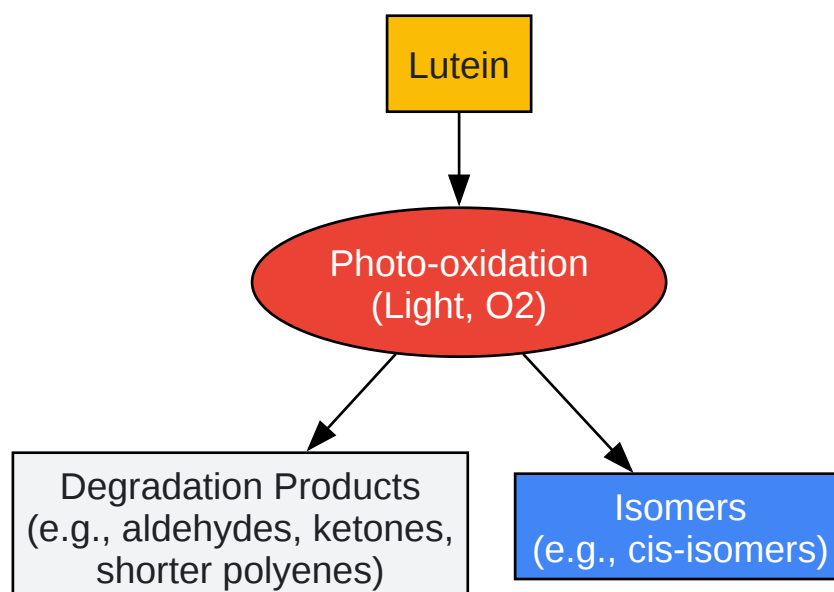 Lutein
Photo-oxidation
(Light, O2)
Degradation Products
(e.g., aldehydes, ketones,
shorter polyenes)
Isomers
(e.g., cis-isomers)